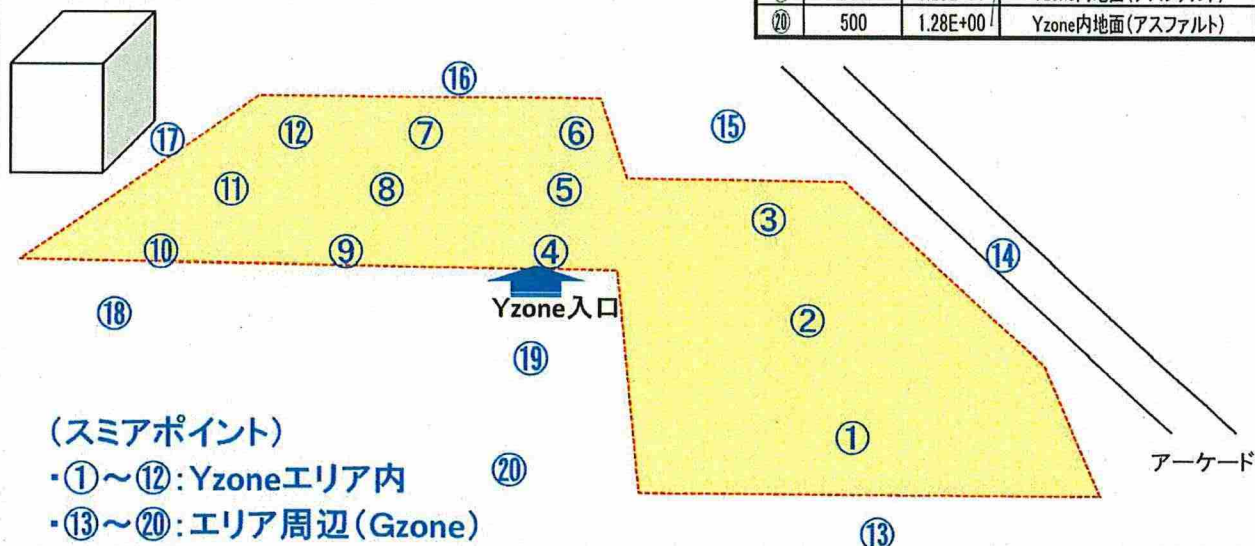 ⑳ 500 1.28E+00 Yzone内地面(アスファルト)
⑯
⑰ ⑫ ⑦ ⑥ ⑮
⑪ ⑧ ⑤ ③
⑩ ⑨ ④ ⑭
Yzone入口
⑱ ②
⑲
(スミアポイント)
①
・①~⑫:Yzoneエリア内 ⑳
アーケード
・⑬~⑳:エリア周辺(Gzone)
⑬